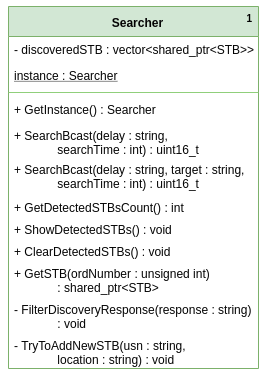 Searcher
1
- discoveredSTB : vector<shared_ptr<STB>>
instance : Searcher
+ GetInstance() : Searcher
+ SearchBcast(delay : string,
searchTime : int) : uint16_t
+ SearchBcast(delay : string, target : string,
searchTime : int) : uint16_t
+ GetDetectedSTBsCount() : int
+ ShowDetectedSTBs() : void
+ ClearDetectedSTBs() : void
+ GetSTB(ordNumber : unsigned int)
: shared_ptr<STB>
- FilterDiscoveryResponse(response : string)
: void
- TryToAddNewSTB(usn : string,
location : string) : void